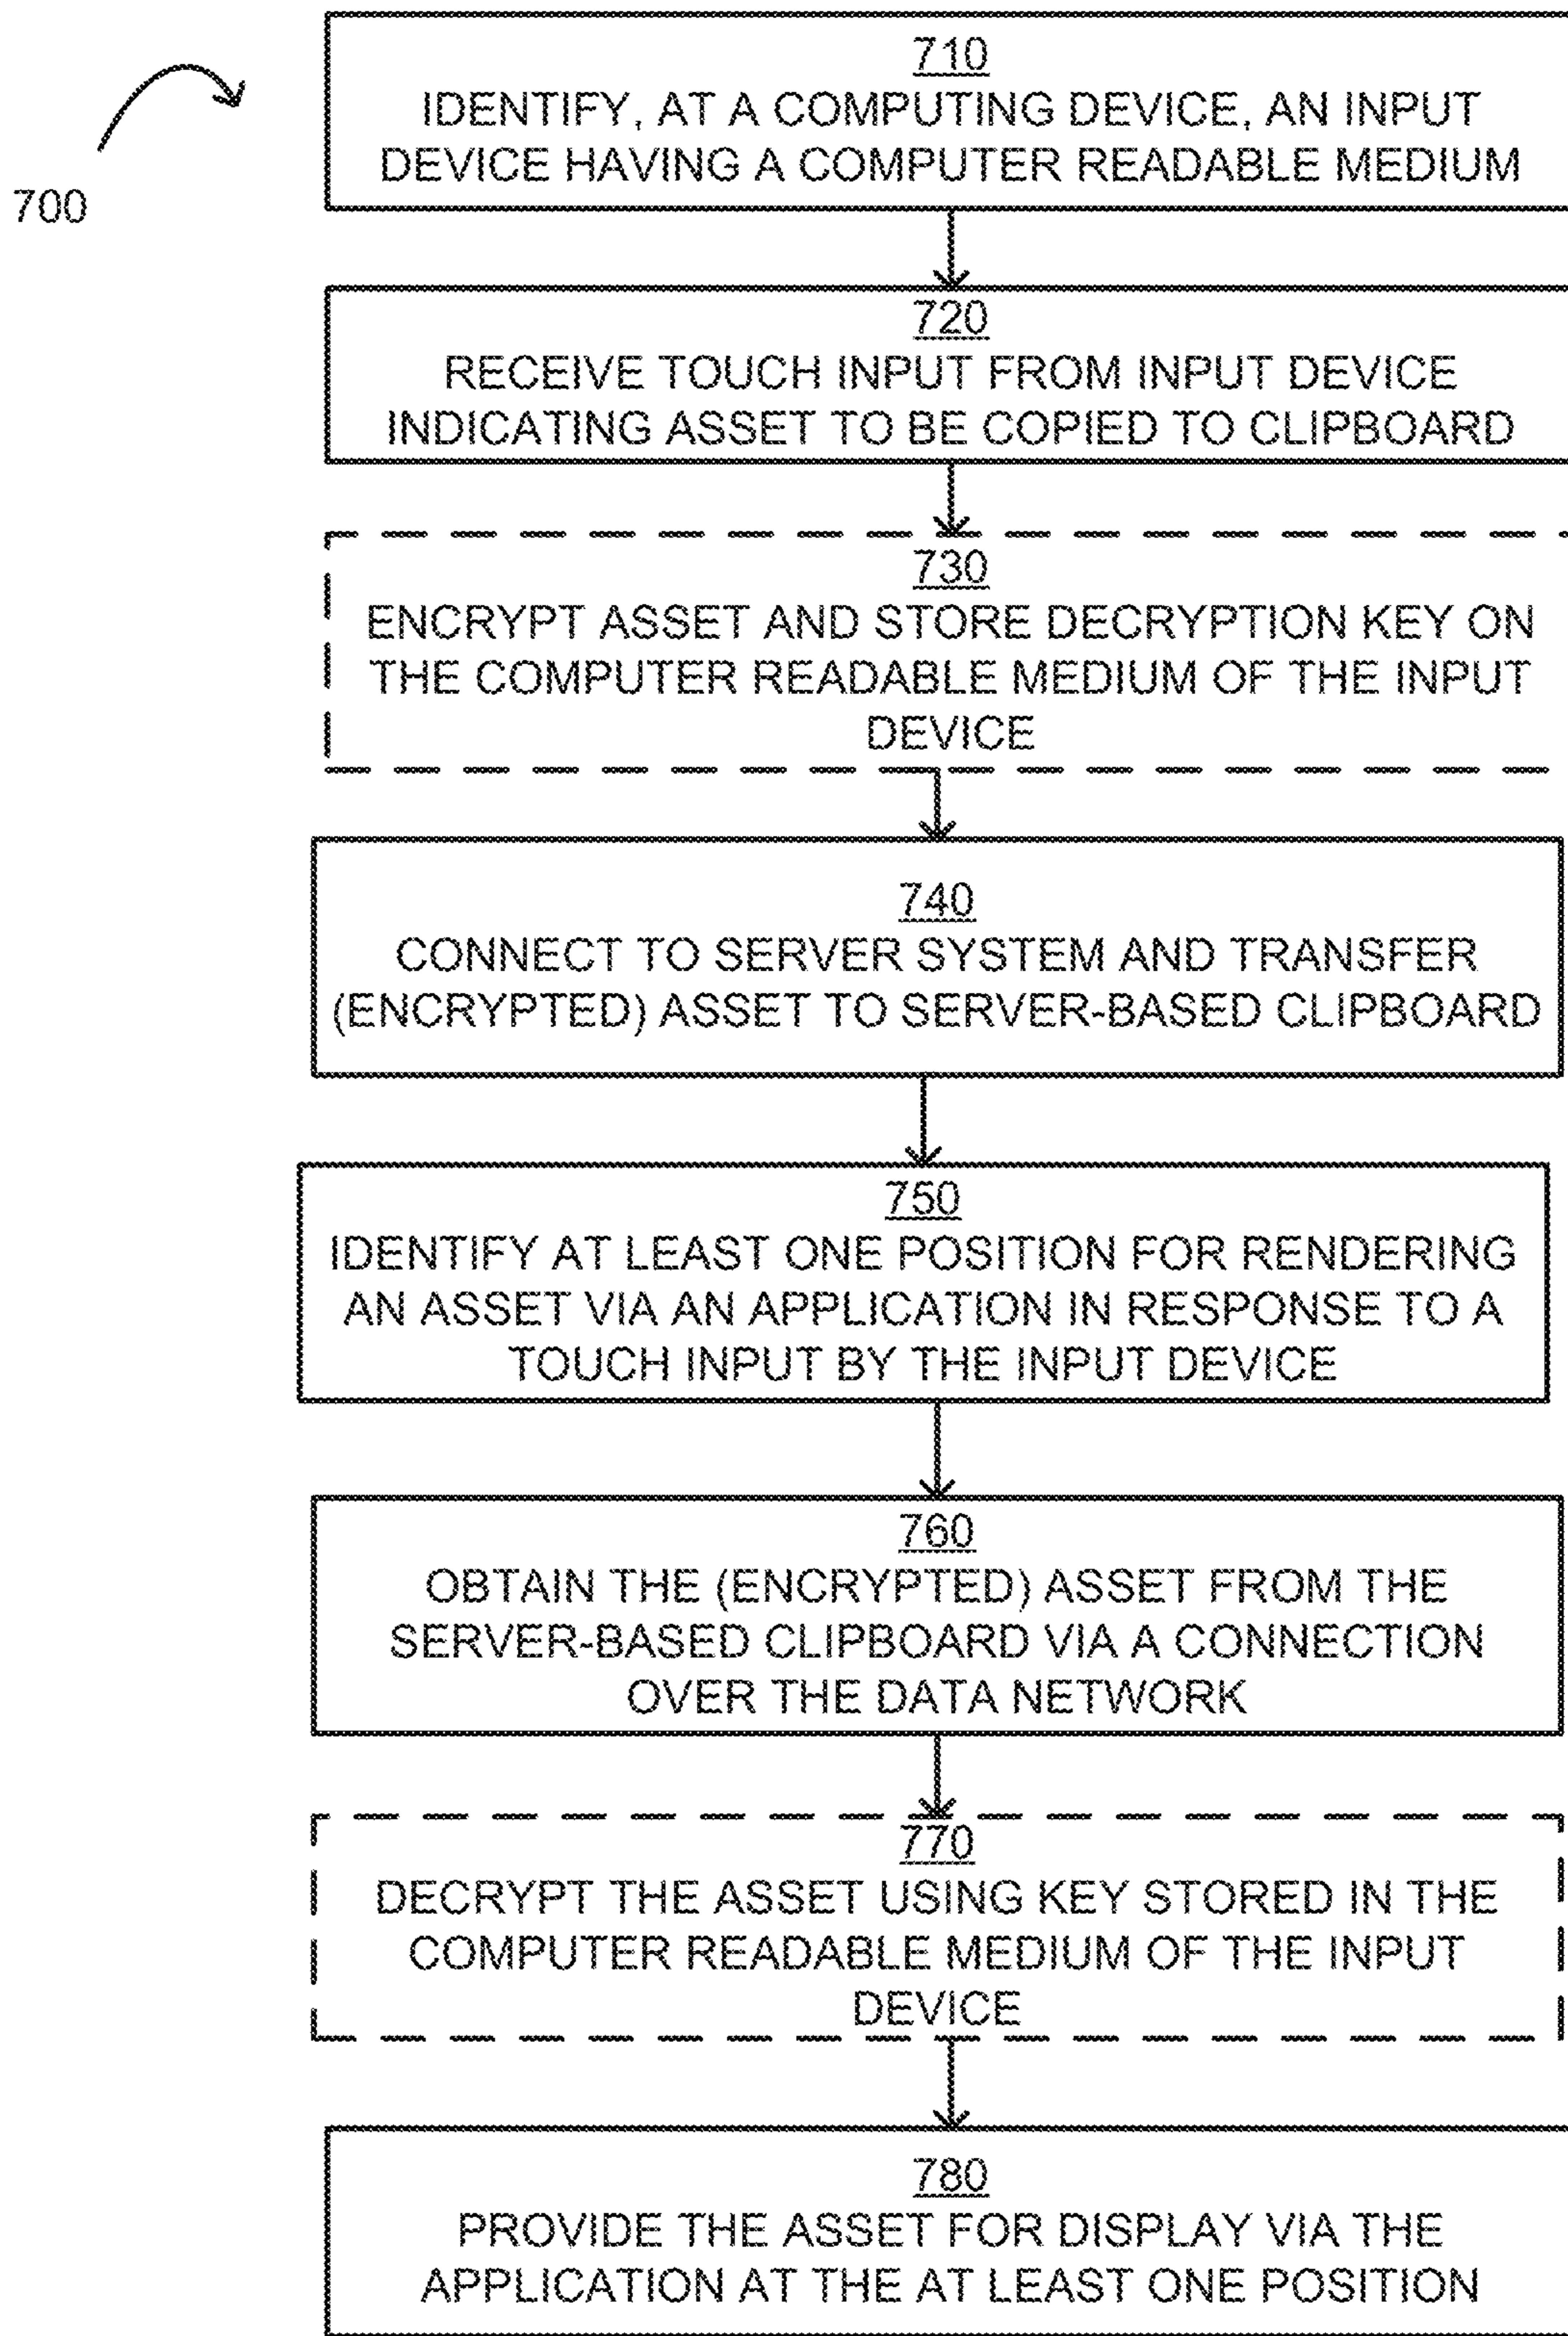 710
IDENTIFY, AT A COMPUTING DEVICE, AN INPUT
DEVICE HAVING A COMPUTER READABLE MEDIUM
700
720
RECEIVE TOUCH INPUT FROM INPUT DEVICE
INDICATING ASSET TO BE COPIED TO CLIPBOARD
730
ENCRYPT ASSET AND STORE DECRYPTION KEY ON
THE COMPUTER READABLE MEDIUM OF THE INPUT
DEVICE
740
CONNECT TO SERVER SYSTEM AND TRANSFER
(ENCRYPTED) ASSET TO SERVER-BASED CLIPBOARD
750
IDENTIFY AT LEAST ONE POSITION FOR RENDERING
AN ASSET VIA AN APPLICATION IN RESPONSE TO A
TOUCH INPUT BY THE INPUT DEVICE
760
OBTAIN THE (ENCRYPTED) ASSET FROM THE
SERVER-BASED CLIPBOARD VIA A CONNECTION
OVER THE DATA NETWORK
770
DECRYPT THE ASSET USING KEY STORED IN THE
COMPUTER READABLE MEDIUM OF THE INPUT
DEVICE
780
PROVIDE THE ASSET FOR DISPLAY VIA THE
APPLICATION AT THE AT LEAST ONE POSITION